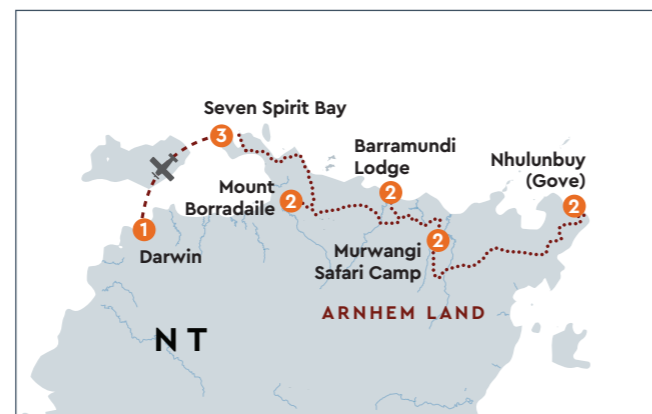 Seven Spirit Bay
3
Barramundi
Lodge
2
Nhulunbuy
(Gove)
2
Mount
Borradaile
2
1
Darwin
2
Murwangi
Safari Camp
ARNHEM LAND
NT